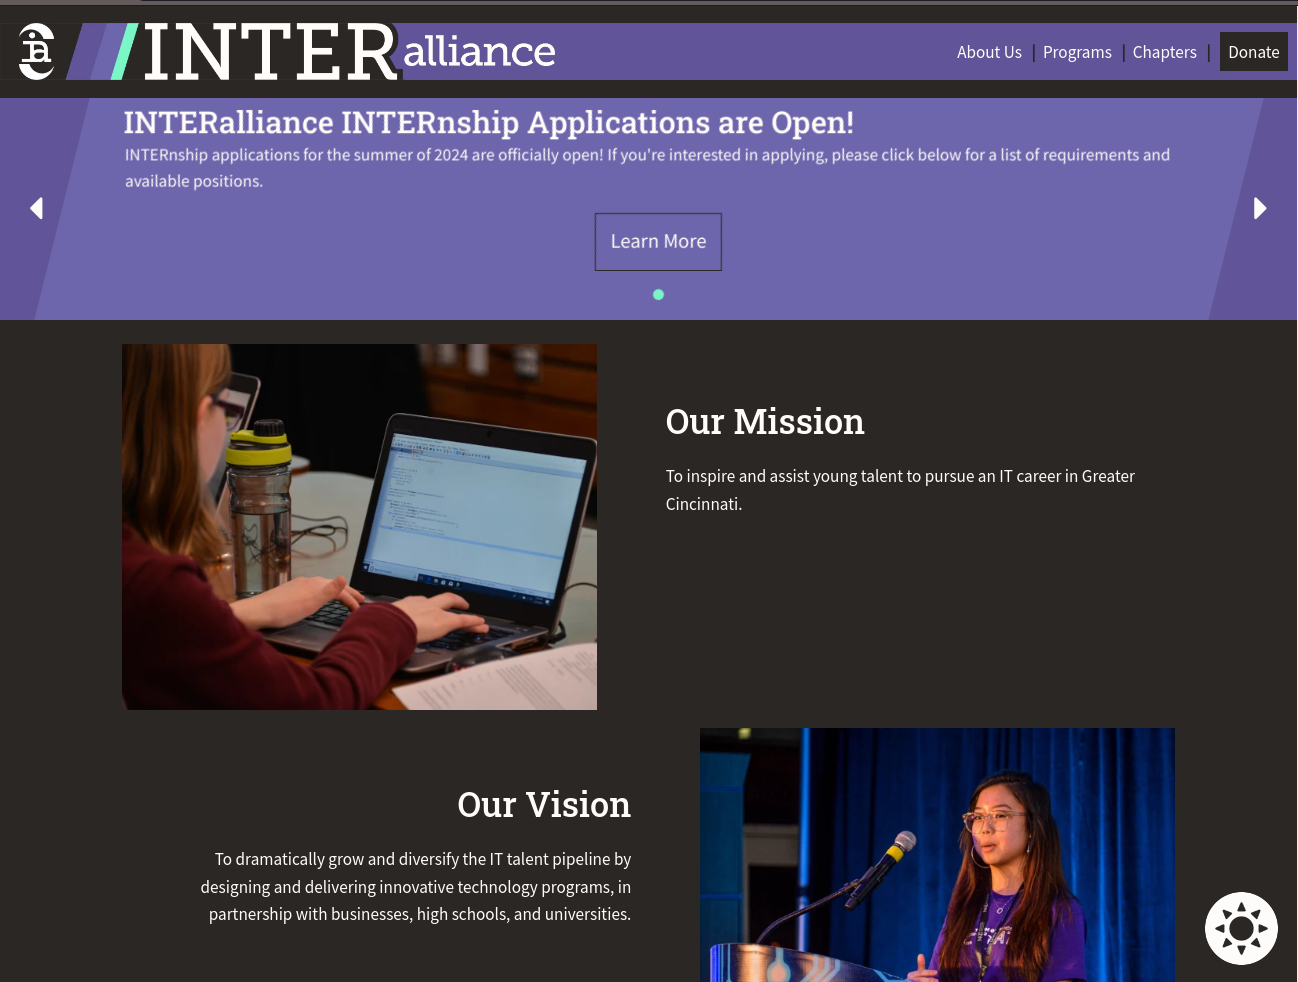 INTERalliance
About Us | Programs | Chapters | Donate
INTERalliance INTERnship Applications are Open!
INTERnship applications for the summer of 2024 are officially open! If you're interested in applying, please click below for a list of requirements and
available positions.
Learn More
Our Mission
To inspire and assist young talent to pursue an IT career in Greater
Cincinnati.
Our Vision
To dramatically grow and diversify the IT talent pipeline by
designing and delivering innovative technology programs, in
partnership with businesses, high schools, and universities.